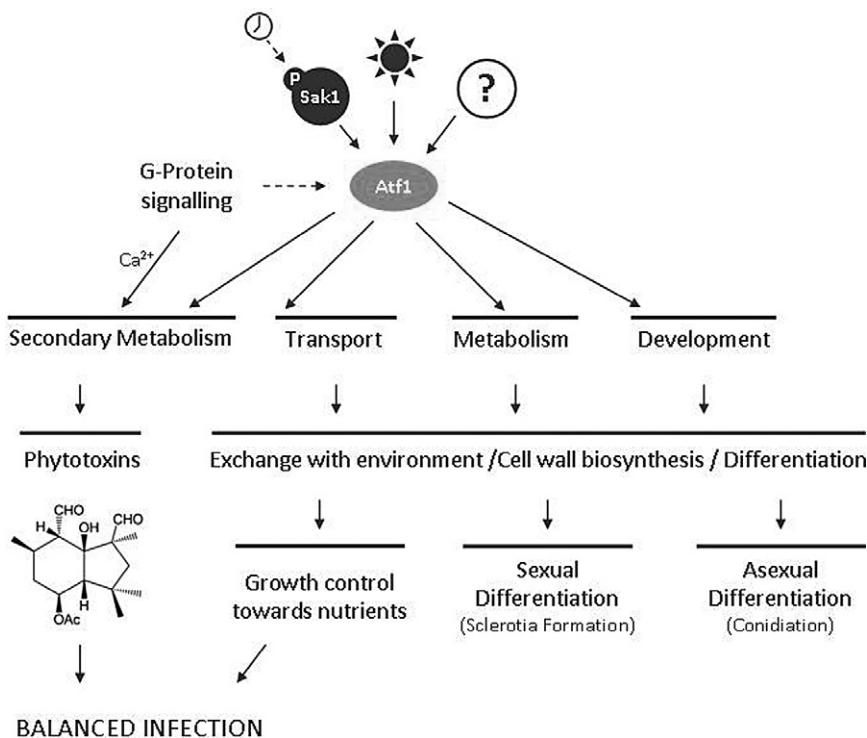 P
Sak1
?
G-Protein
signalling
Atf1
Ca²⁺
Secondary Metabolism
Transport
Metabolism
Development
Phytotoxins
Exchange with environment /Cell wall biosynthesis / Differentiation
CHO
H
OH
CHO
H
OAc
Growth control
towards nutrients
Sexual
Differentiation
(Sclerotia Formation)
Asexual
Differentiation
(Conidiation)
BALANCED INFECTION